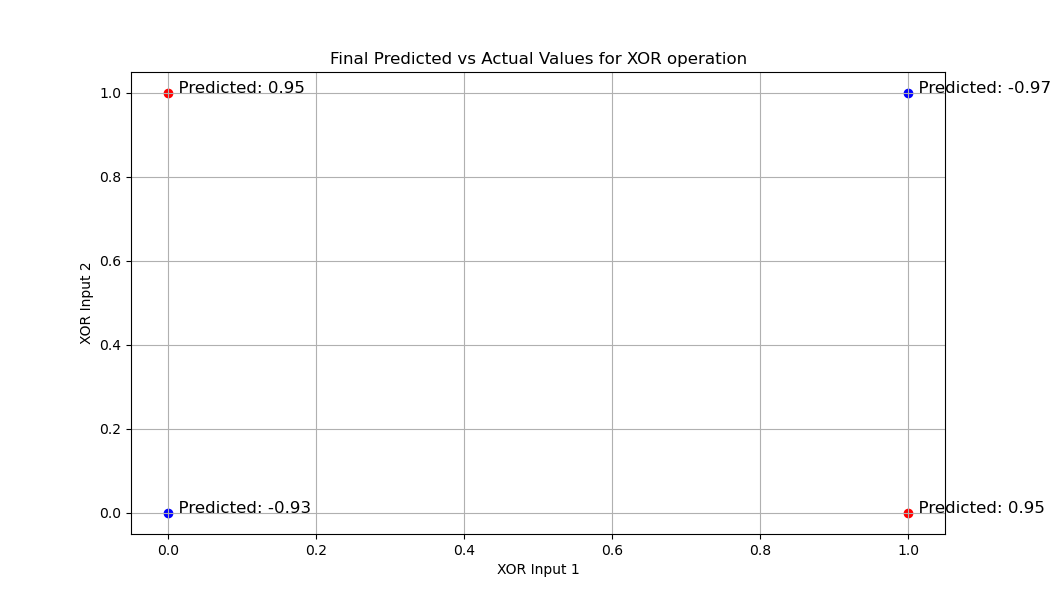 Final Predicted vs Actual Values for XOR operation
Predicted: 0.95
Predicted: -0.97
1.0
0.8
0.6
0.4
0.2
0.0
XOR Input 2
Predicted: -0.93
Predicted: 0.95
0.0
0.2
0.4
0.6
0.8
1.0
XOR Input 1